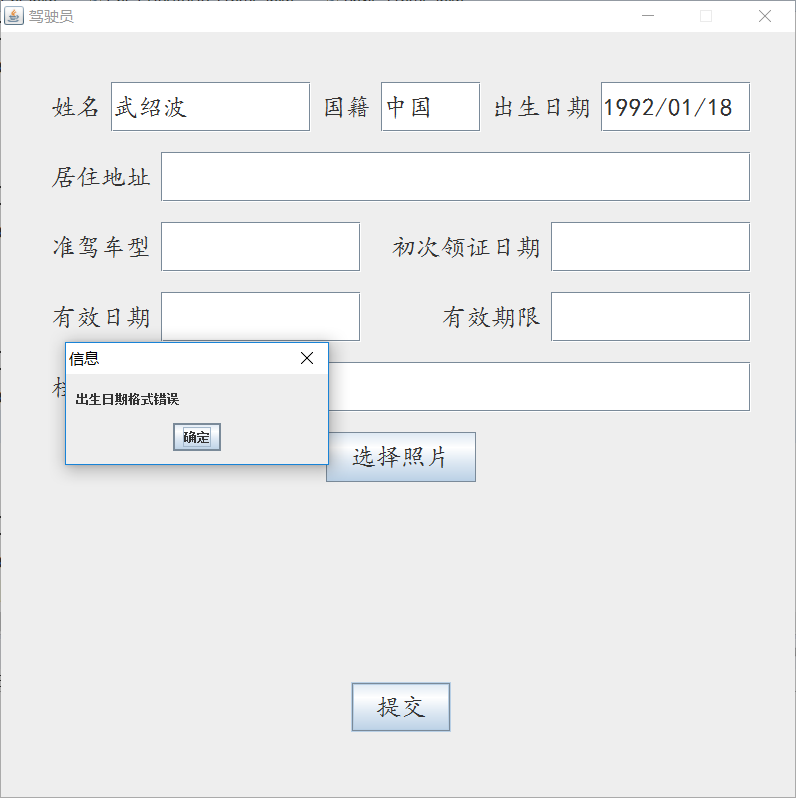 驾驶员
姓名 武绍波 国籍 中国 出生日期 1992/01/18
居住地址
准驾车型 初次领证日期
有效日期 有效期限
信息
出生日期格式错误
确定
选择照片
提交